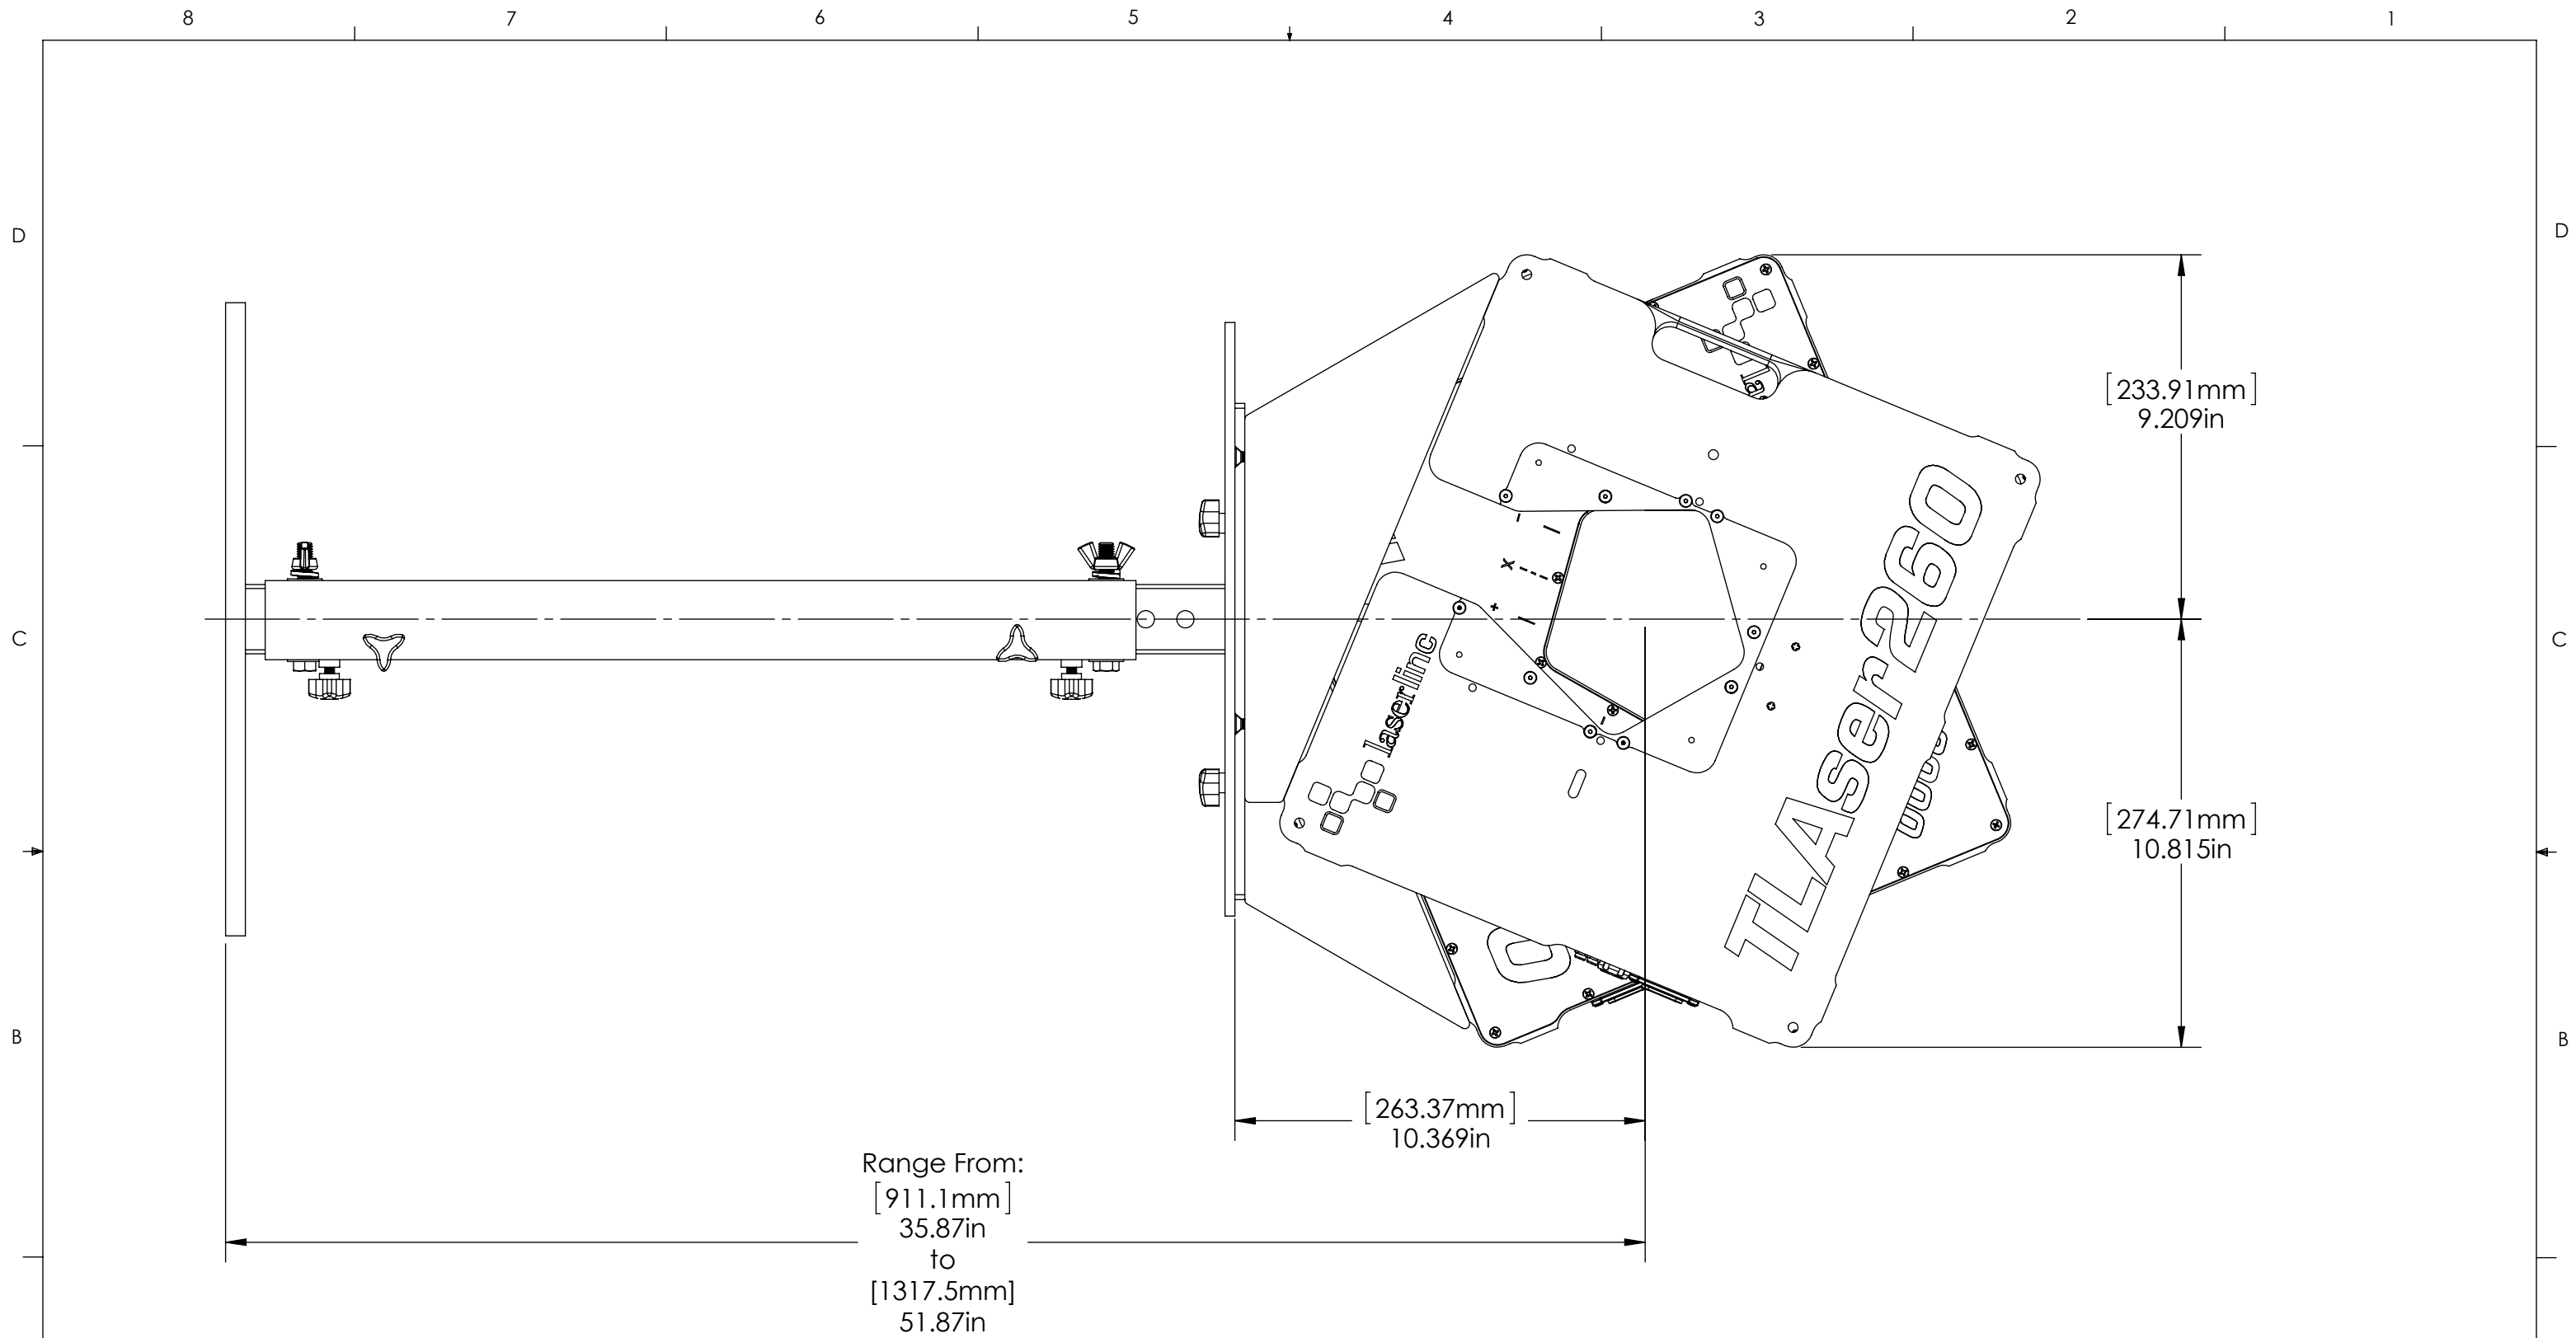 8 7 6 5 4 3 2 1
D D
[233.91mm]
9.209in
TLAser260
X
-
+
-
C C
laserlinc
[274.71mm]
10.815in
B B
[263.37mm]
10.369in
Range From:
[911.1mm]
35.87in
to
[1317.5mm]
51.87in